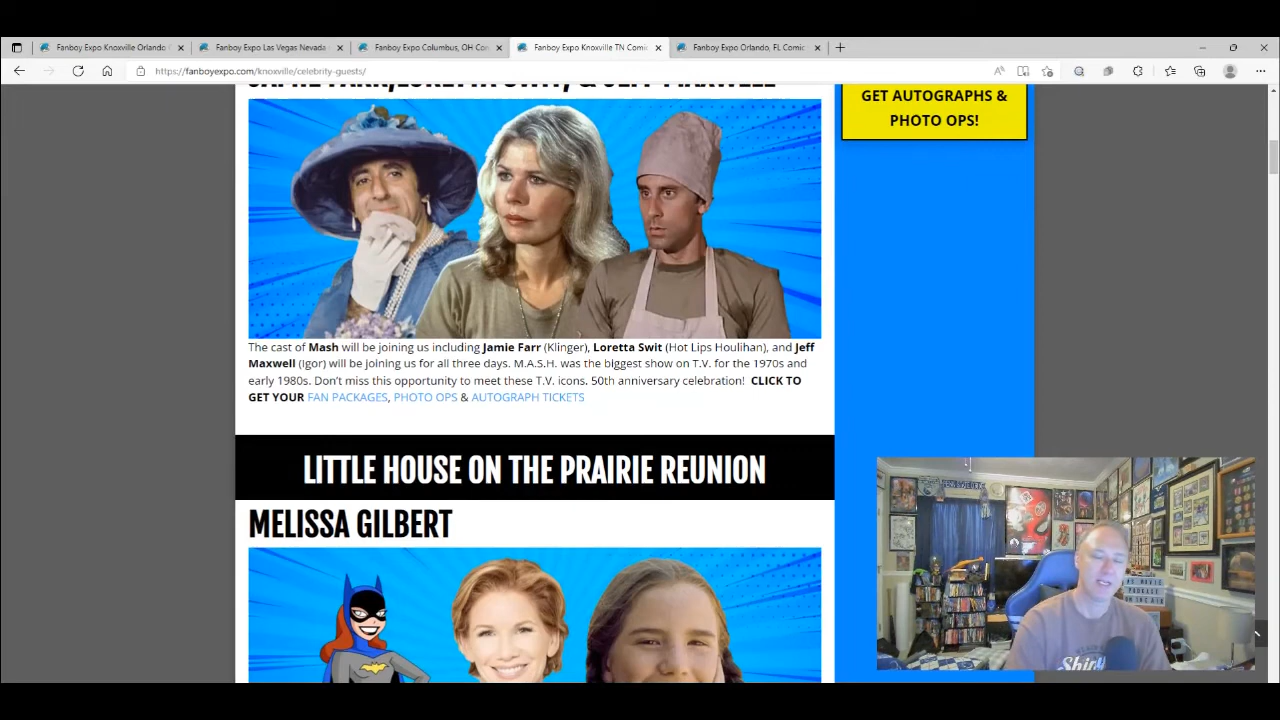 Fanboy Expo Knoxville Orlando
Fanboy Expo Las Vegas Nevada
Fanboy Expo Columbus, OH Con
Fanboy Expo Knoxville TN Comi
Fanboy Expo Orlando, FL Comic
https://fanboyexpo.com/knoxville/celebrity-guests/
GET AUTOGRAPHS &
PHOTO OPS!
The cast of Mash will be joining us including Jamie Farr (Klinger), Loretta Swit (Hot Lips Houlihan), and Jeff
Maxwell (Igor) will be joining us for all three days. M.A.S.H. was the biggest show on T.V. for the 1970s and
early 1980s. Don't miss this opportunity to meet these T.V. icons. 50th anniversary celebration! CLICK TO
GET YOUR FAN PACKAGES, PHOTO OPS & AUTOGRAPH TICKETS
LITTLE HOUSE ON THE PRAIRIE REUNION
MELISSA GILBERT